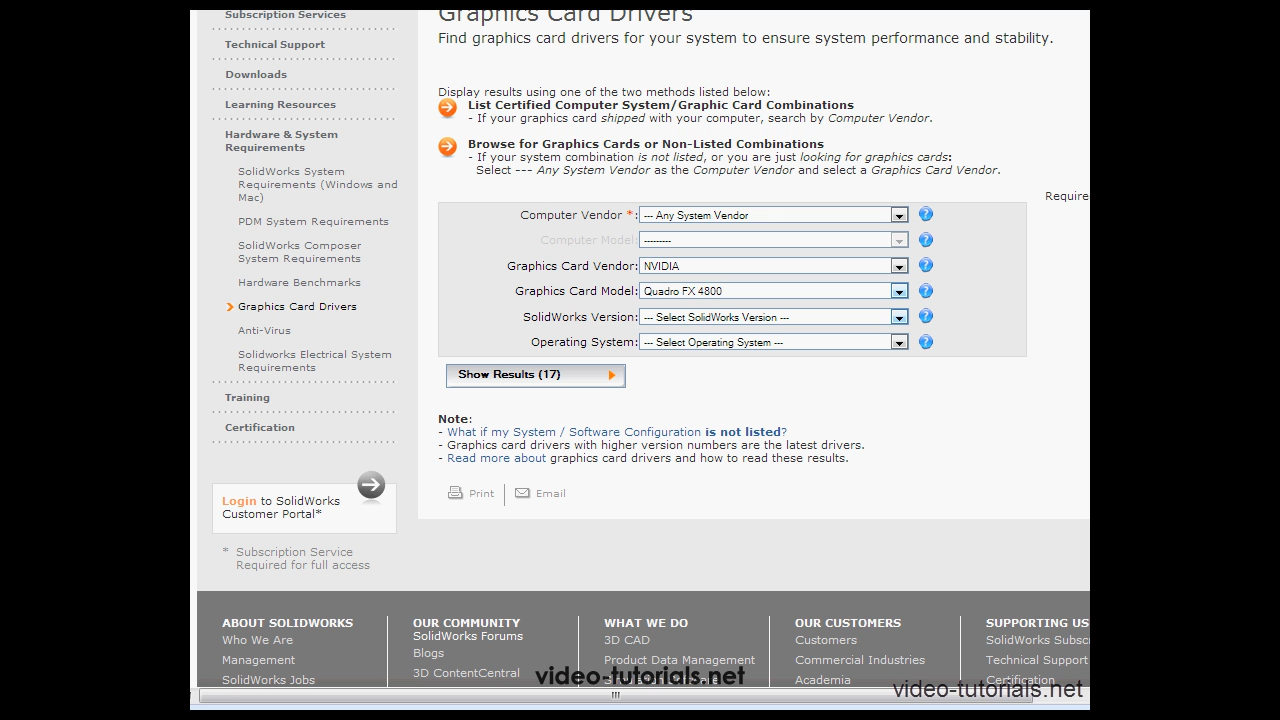 Subscription Services
Technical Support
Downloads
Learning Resources
Hardware & System
Requirements
SolidWorks System
Requirements (Windows and
Mac)
PDM System Requirements
SolidWorks Composer
System Requirements
Hardware Benchmarks
Graphics Card Drivers
Anti-Virus
Solidworks Electrical System
Requirements
Training
Certification
Login to SolidWorks
Customer Portal*
* Subscription Service
Required for full access
Graphics Card Drivers
Find graphics card drivers for your system to ensure system performance and stability.
Display results using one of the two methods listed below:
List Certified Computer System/Graphic Card Combinations
- If your graphics card shipped with your computer, search by Computer Vendor.
Browse for Graphics Cards or Non-Listed Combinations
- If your system combination is not listed, or you are just looking for graphics cards:
Select --- Any System Vendor as the Computer Vendor and select a Graphics Card Vendor.
Require
Computer Vendor *: --- Any System Vendor
Computer Model: ---------
Graphics Card Vendor: NVIDIA
Graphics Card Model: Quadro FX 4800
SolidWorks Version: --- Select SolidWorks Version ---
Operating System: --- Select Operating System ---
Show Results (17)
Note:
- What if my System / Software Configuration is not listed?
- Graphics card drivers with higher version numbers are the latest drivers.
- Read more about graphics card drivers and how to read these results.
Print
Email
ABOUT SOLIDWORKS
Who We Are
Management
SolidWorks Jobs
OUR COMMUNITY
SolidWorks Forums
Blogs
3D ContentCentral
WHAT WE DO
3D CAD
Product Data Management
OUR CUSTOMERS
Customers
Commercial Industries
Academia
SUPPORTING US
SolidWorks Subsc
Technical Support
Certification
video-tutorials.net
video-tutorials.net